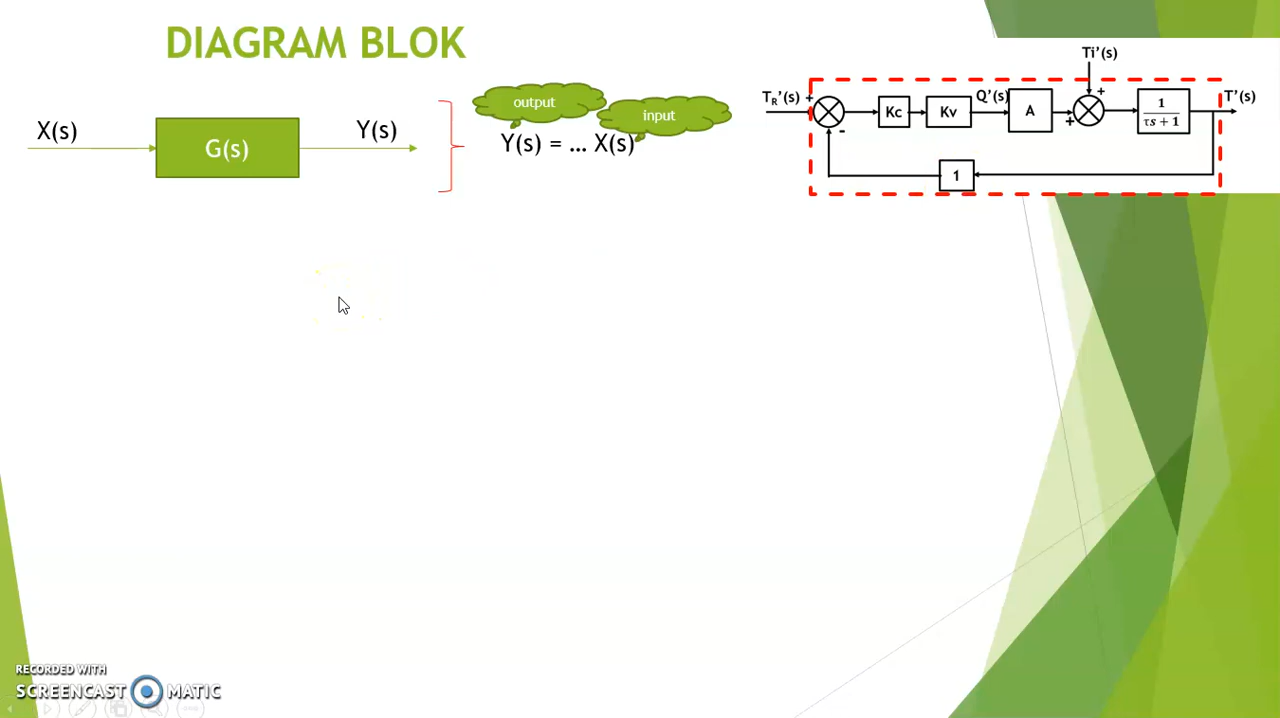 DIAGRAM BLOK
X(s)
G(s)
Y(s)
output
input
Y(s) = … X(s)
Ti’(s)
TR’(s)
+
-
Kc
Kv
Q’(s)
A
+
+
1
τs + 1
T’(s)
1
RECORDED WITH
SCREENCAST MATIC